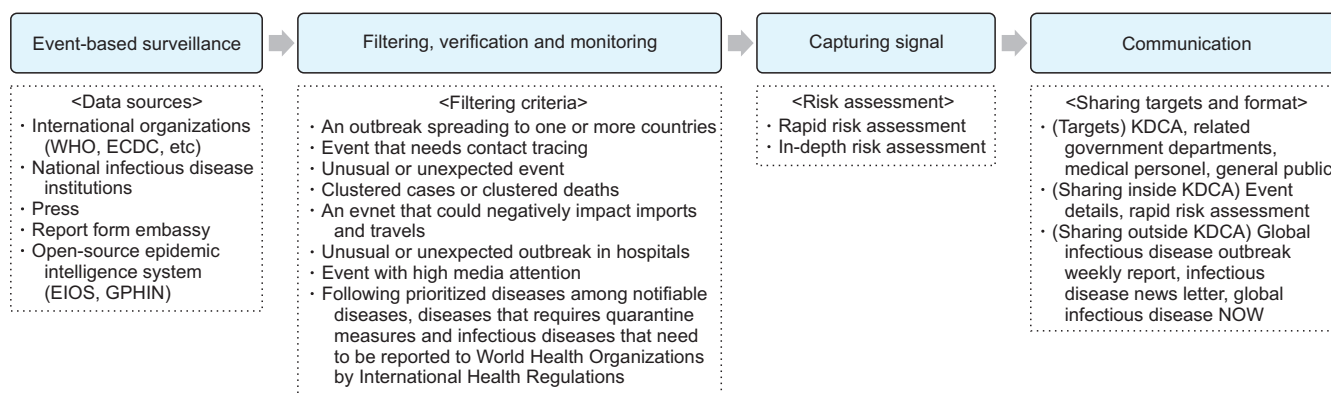 Event-based surveillance
<Data sources>
· International organizations
(WHO, ECDC, etc)
· National infectious disease
institutions
· Press
· Report form embassy
· Open-source epidemic
intelligence system
(EIOS, GPHIN)
Filtering, verification and monitoring
<Filtering criteria>
· An outbreak spreading to one or more countries
· Event that needs contact tracing
· Unusual or unexpected event
· Clustered cases or clustered deaths
· An evnet that could negatively impact imports
and travels
· Unusual or unexpected outbreak in hospitals
· Event with high media attention
· Following prioritized diseases among notifiable
diseases, diseases that requires quarantine
measures and infectious diseases that need
to be reported to World Health Organizations
by International Health Regulations
Capturing signal
<Risk assessment>
· Rapid risk assessment
· In-depth risk assessment
Communication
<Sharing targets and format>
· (Targets) KDCA, related
government departments,
medical personel, general public
· (Sharing inside KDCA) Event
details, rapid risk assessment
· (Sharing outside KDCA) Global
infectious disease outbreak
weekly report, infectious
disease news letter, global
infectious disease NOW